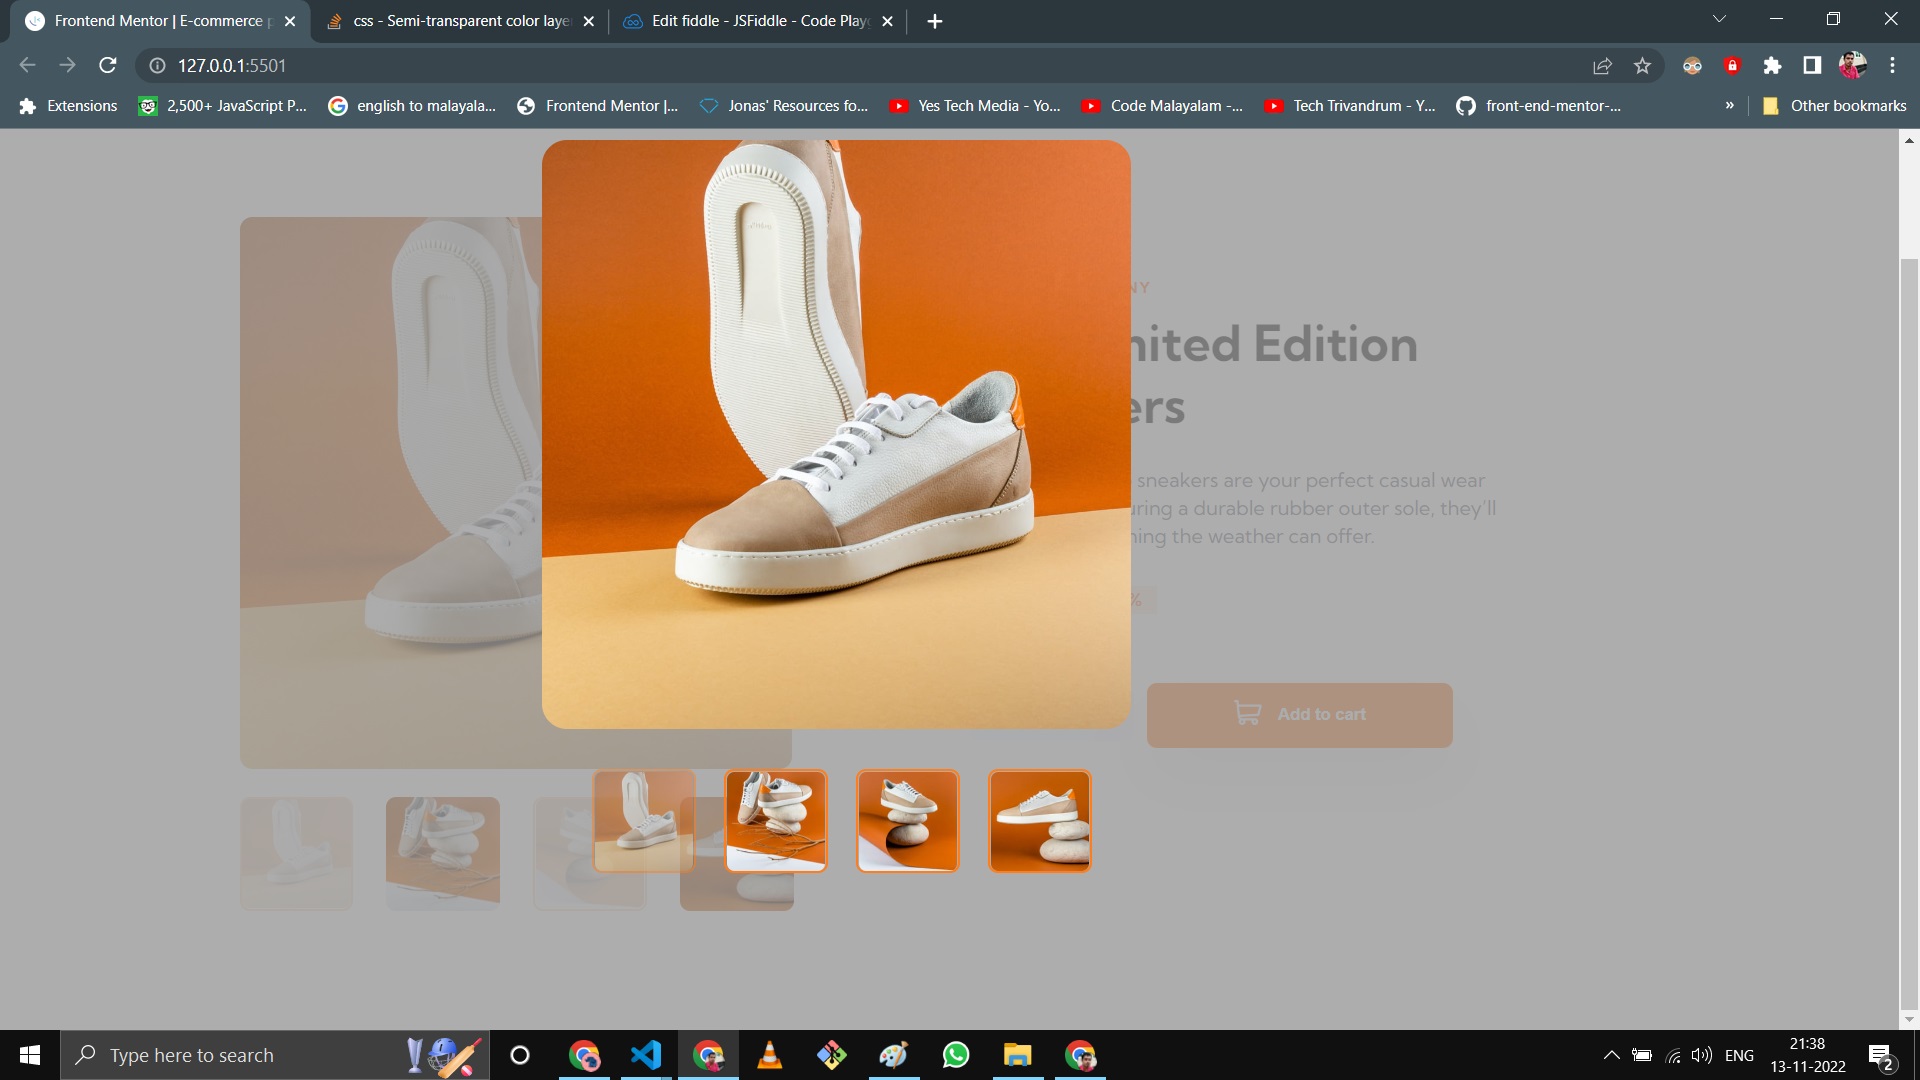 Frontend Mentor | E-commerce p
css - Semi-transparent color laye
Edit fiddle - JSFiddle - Code Play
127.0.0.1:5501
Extensions
2,500+ JavaScript P...
english to malayala...
Frontend Mentor |...
Jonas' Resources fo...
Yes Tech Media - Yo...
Code Malayalam -...
Tech Trivandrum - Y...
front-end-mentor-...
»
Other bookmarks
NY
nited Edition
ers
sneakers are your perfect casual wear
uring a durable rubber outer sole, they'll
hing the weather can offer.
%
Add to cart
Type here to search
ENG
21:38
13-11-2022
2